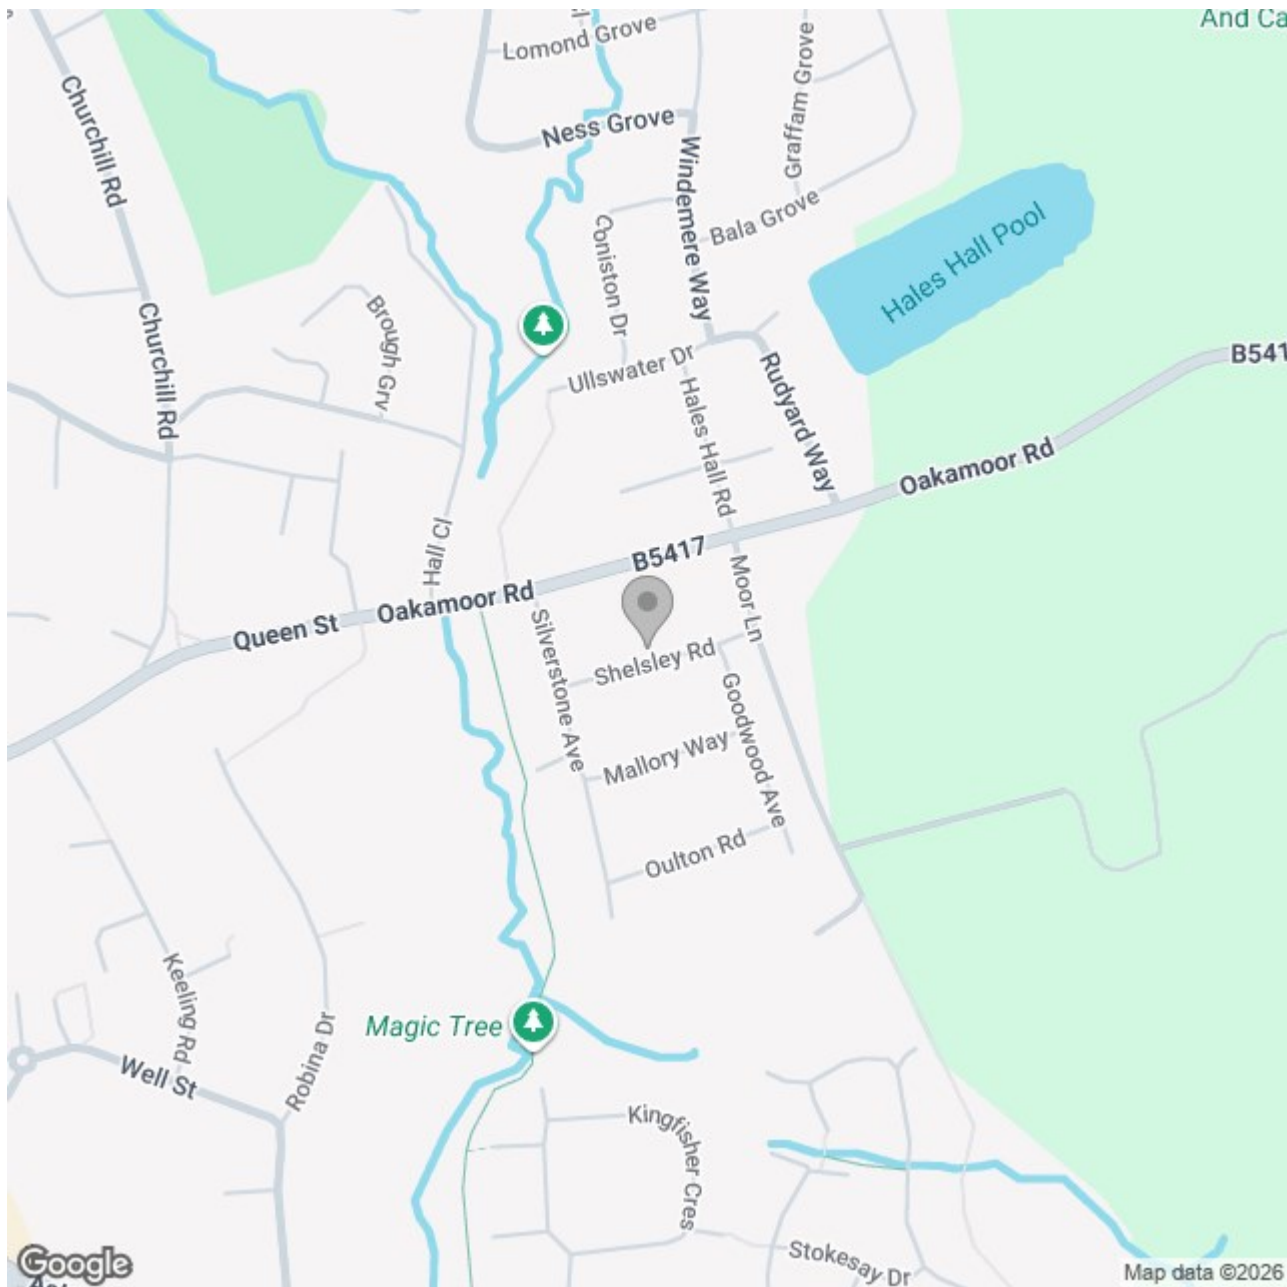 And Ca
Lomond Grove
Ness Grove
Graffam Grove
Churchill Rd
Windemere Way
Bala Grove
Coniston Dr
Hales Hall Pool
Brough Grv
Churchill Rd
Ullswater Dr
B541
Rudyard Way
Hales Hall Rd
Oakamoor Rd
Hall Cl
B5417
Moor Ln
Oakamoor Rd
Queen St
Silverstone Ave
Shelsley Rd
Goodwood Ave
Mallory Way
Oulton Rd
Keeling Rd
Robina Dr
Magic Tree
Well St
Kingfisher Cres
Stokesay Dr
Google
Map data ©2026